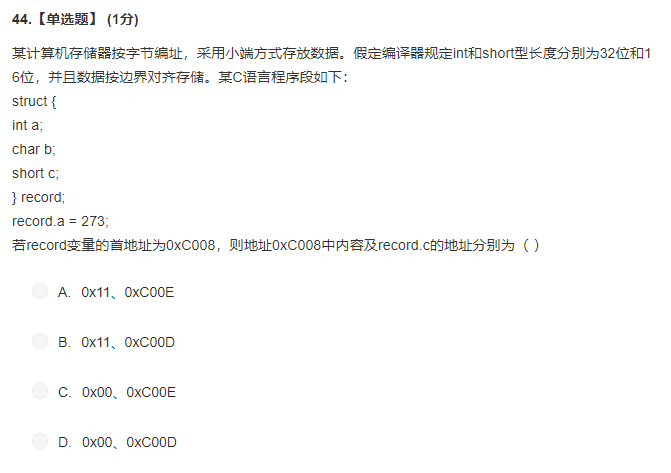 44.【单选题】 (1分)
某计算机存储器按字节编址，采用小端方式存放数据。假定编译器规定int和short型长度分别为32位和1
6位，并且数据按边界对齐存储。某C语言程序段如下：
struct {
int a;
char b;
short c;
} record;
record.a = 273;
若record变量的首地址为0xC008，则地址0xC008中内容及record.c的地址分别为（ ）
A. 0x11、0xC00E
B. 0x11、0xC00D
C. 0x00、0xC00E
D. 0x00、0xC00D